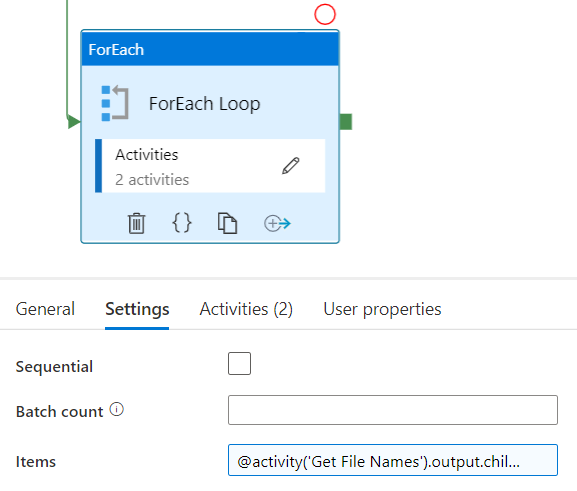 ForEach
ForEach Loop
Activities
2 activities
{}
General Settings Activities (2) User properties
Sequential
Batch count
Items @activity('Get File Names').output.chil...